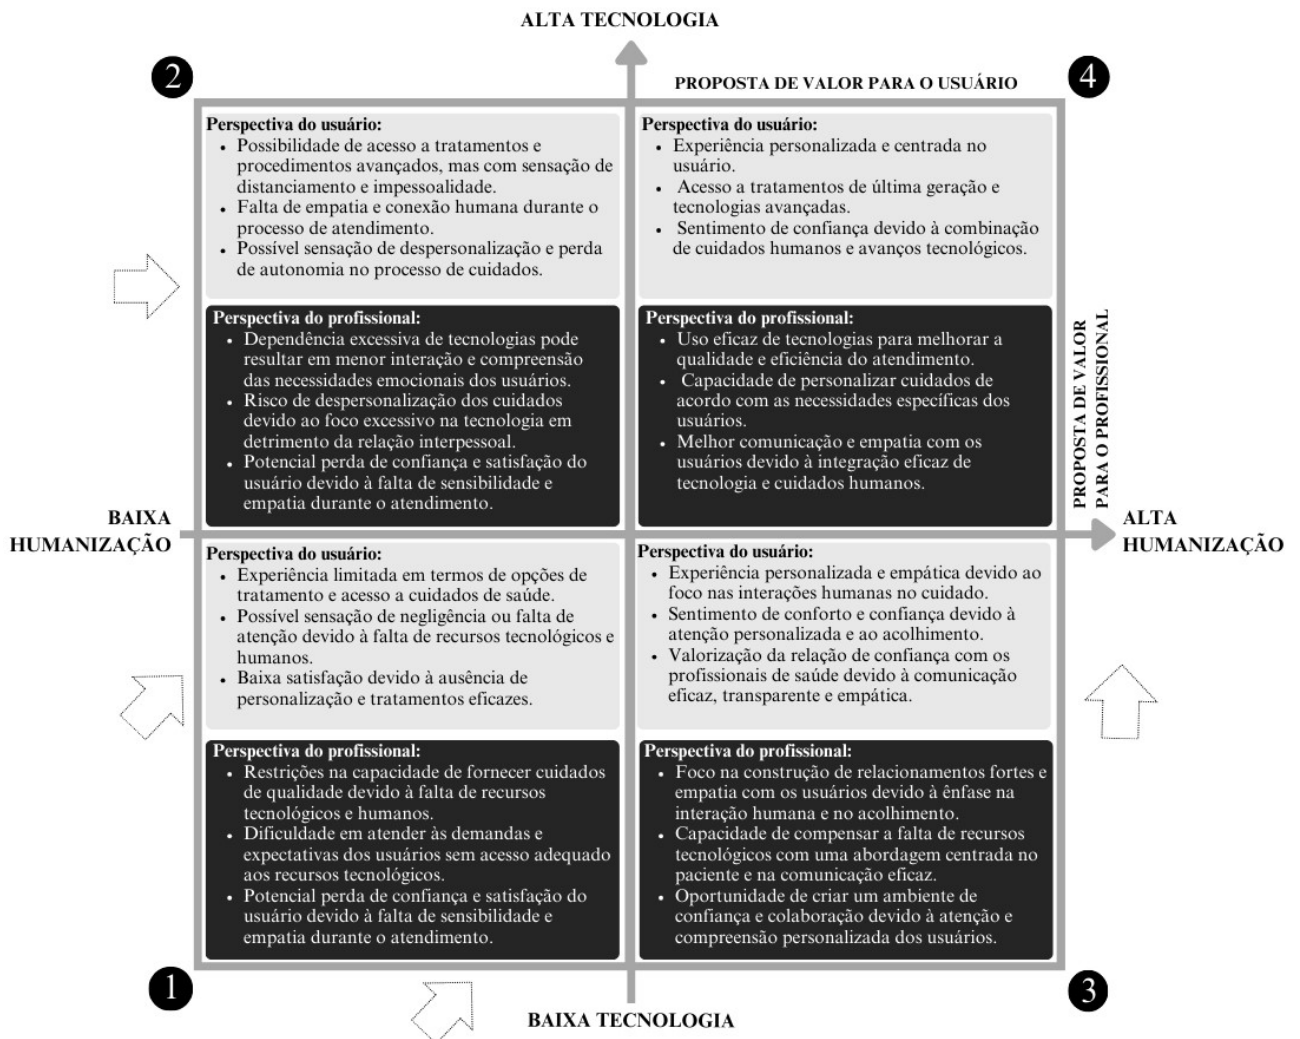 ALTA TECNOLOGIA
2
4
PROPOSTA DE VALOR PARA O USUÁRIO
Perspectiva do usuário:
• Possibilidade de acesso a tratamentos e
procedimentos avançados, mas com sensação de
distanciamento e impessoalidade.
• Falta de empatia e conexão humana durante o
processo de atendimento.
• Possível sensação de despersonalização e perda
de autonomia no processo de cuidados.
Perspectiva do profissional:
• Dependência excessiva de tecnologias pode
resultar em menor interação e compreensão
das necessidades emocionais dos usuários.
• Risco de despersonalização dos cuidados
devido ao foco excessivo na tecnologia em
detrimento da relação interpessoal.
• Potencial perda de confiança e satisfação do
usuário devido à falta de sensibilidade e
empatia durante o atendimento.
Perspectiva do usuário:
• Experiência personalizada e centrada no
usuário.
• Acesso a tratamentos de última geração e
tecnologias avançadas.
• Sentimento de confiança devido à combinação
de cuidados humanos e avanços tecnológicos.
Perspectiva do profissional:
• Uso eficaz de tecnologias para melhorar a
qualidade e eficiência do atendimento.
• Capacidade de personalizar cuidados de
acordo com as necessidades específicas dos
usuários.
• Melhor comunicação e empatia com os
usuários devido à integração eficaz de
tecnologia e cuidados humanos.
PROPOSTA DE VALOR
PARA O PROFISSIONAL
BAIXA
HUMANIZAÇÃO
ALTA
HUMANIZAÇÃO
Perspectiva do usuário:
• Experiência limitada em termos de opções de
tratamento e acesso a cuidados de saúde.
• Possível sensação de negligência ou falta de
atenção devido à falta de recursos tecnológicos e
humanos.
• Baixa satisfação devido à ausência de
personalização e tratamentos eficazes.
Perspectiva do profissional:
• Restrições na capacidade de fornecer cuidados
de qualidade devido à falta de recursos
tecnológicos e humanos.
• Dificuldade em atender às demandas e
expectativas dos usuários sem acesso adequado
aos recursos tecnológicos.
• Potencial perda de confiança e satisfação do
usuário devido à falta de sensibilidade e
empatia durante o atendimento.
Perspectiva do usuário:
• Experiência personalizada e empática devido ao
foco nas interações humanas no cuidado.
• Sentimento de conforto e confiança devido à
atenção personalizada e ao acolhimento.
• Valorização da relação de confiança com os
profissionais de saúde devido à comunicação
eficaz, transparente e empática.
Perspectiva do profissional:
• Foco na construção de relacionamentos fortes e
empatia com os usuários devido à ênfase na
interação humana e no acolhimento.
• Capacidade de compensar a falta de recursos
tecnológicos com uma abordagem centrada no
paciente e na comunicação eficaz.
• Oportunidade de criar um ambiente de
confiança e colaboração devido à atenção e
compreensão personalizada dos usuários.
1
3
BAIXA TECNOLOGIA